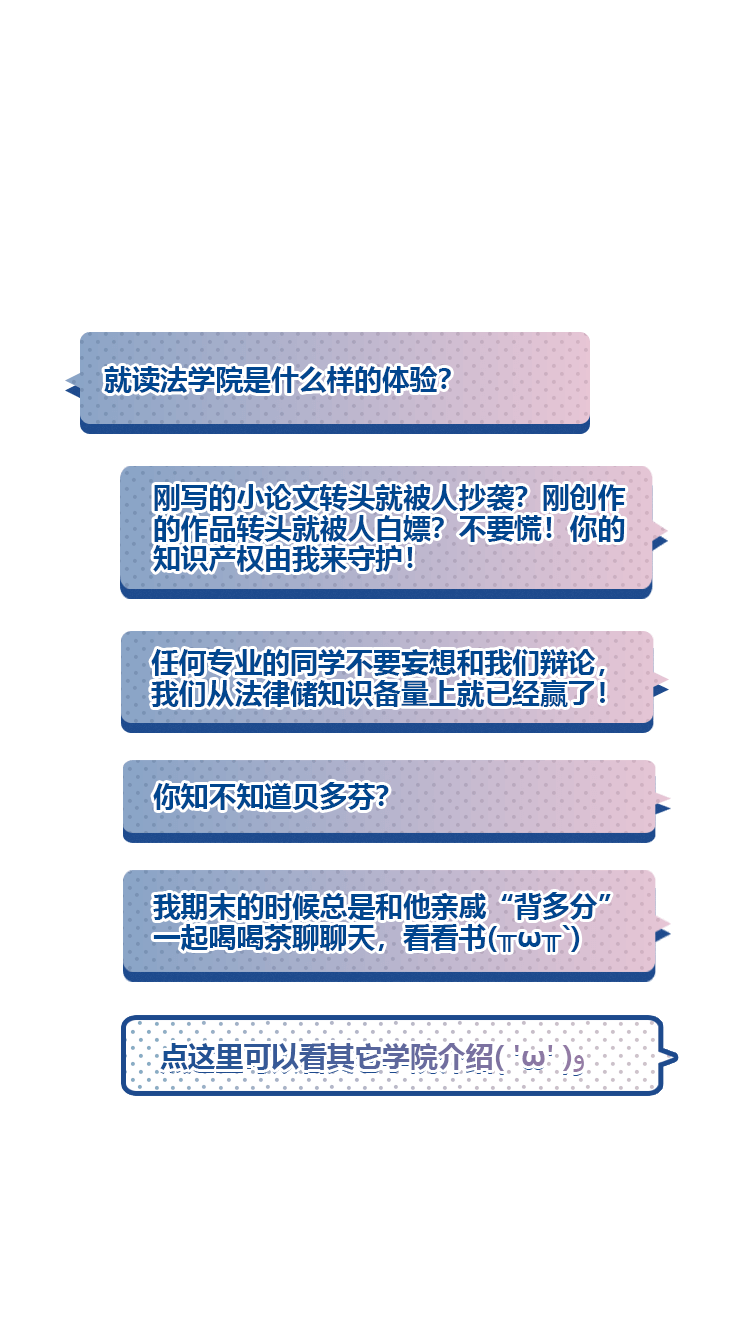 就读法学院是什么样的体验？
刚写的小论文转头就被人抄袭？刚创作
的作品转头就被人白嫖？不要慌！你的
知识产权由我来守护！
任何专业的同学不要妄想和我们辩论，
我们从法律储知识备量上就已经赢了！
你知不知道贝多芬？
我期末的时候总是和他亲戚“背多分”
一起喝喝茶聊聊天，看看书(╥ω╥`)
点这里可以看其它学院介绍( 'ω' )و